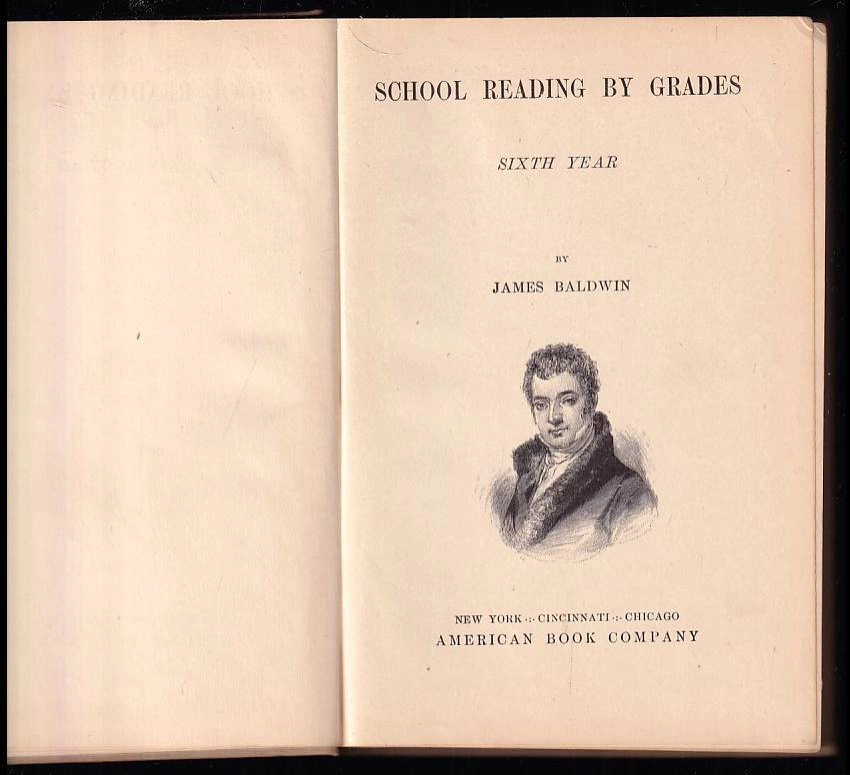 SCHOOL READING BY GRADES
SIXTH YEAR
BY
JAMES BALDWIN
NEW YORK ·:· CINCINNATI ·:· CHICAGO
AMERICAN BOOK COMPANY